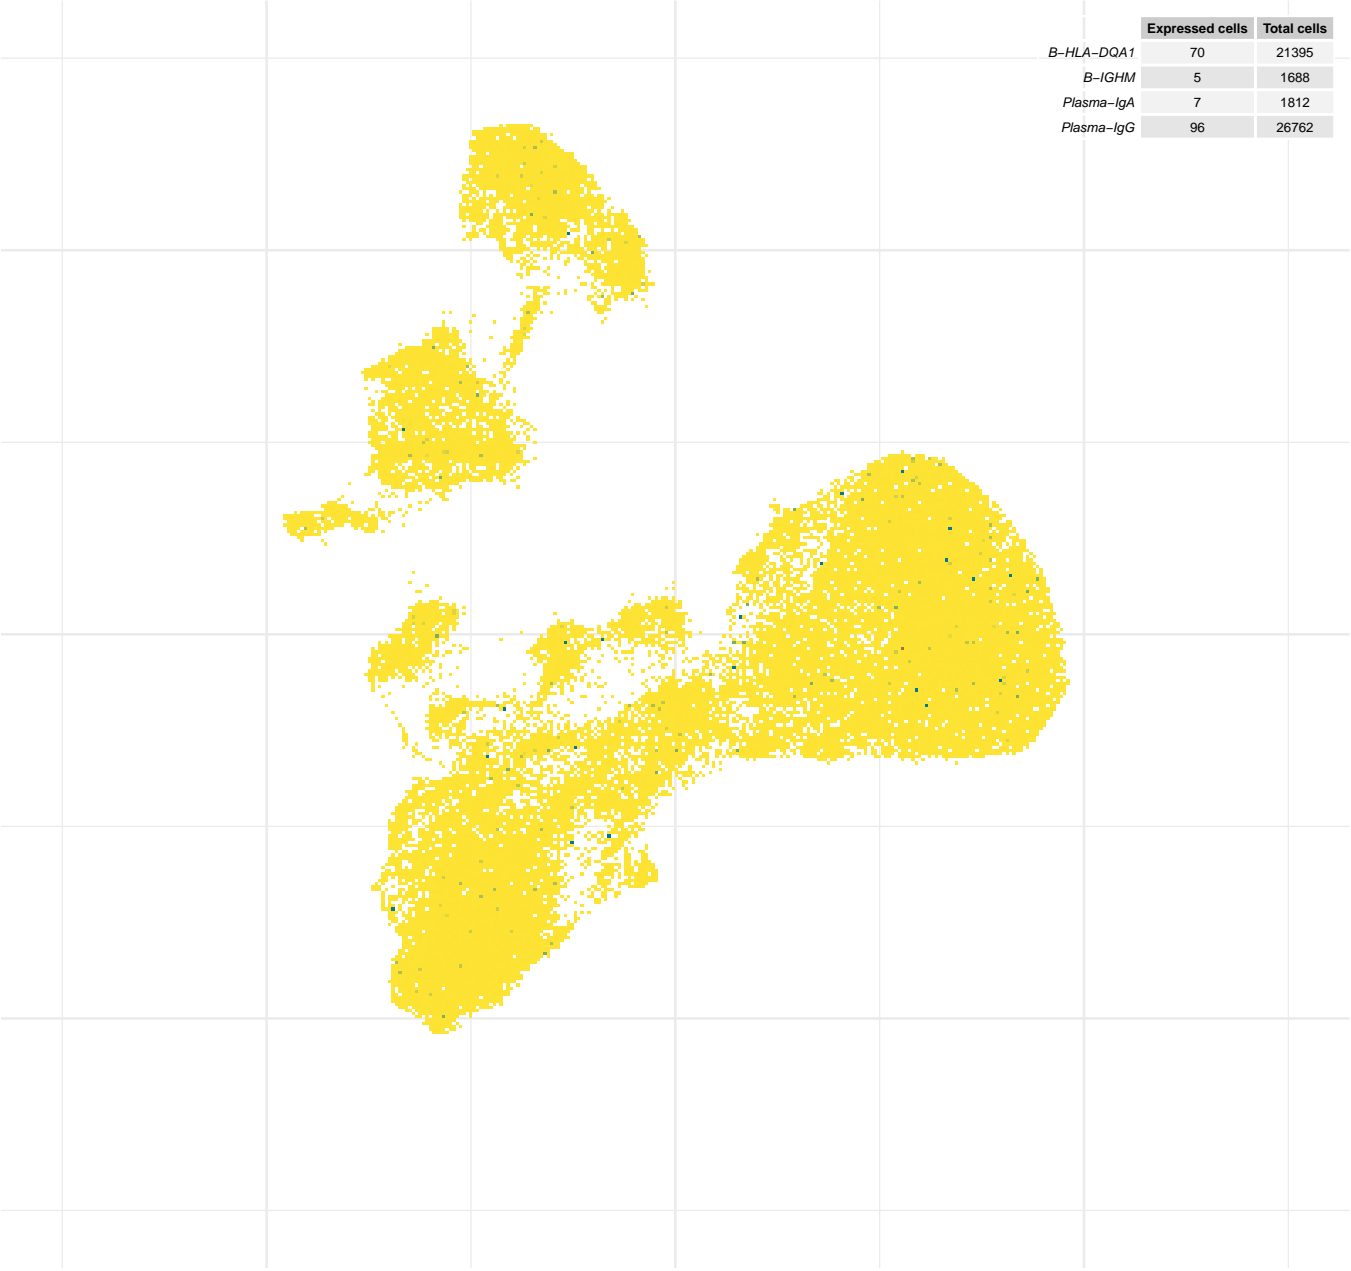 Expressed cells Total cells
B−HLA−DQA1 70 21395
B−IGHM 5 1688
Plasma−IgA 7 1812
Plasma−IgG 96 26762